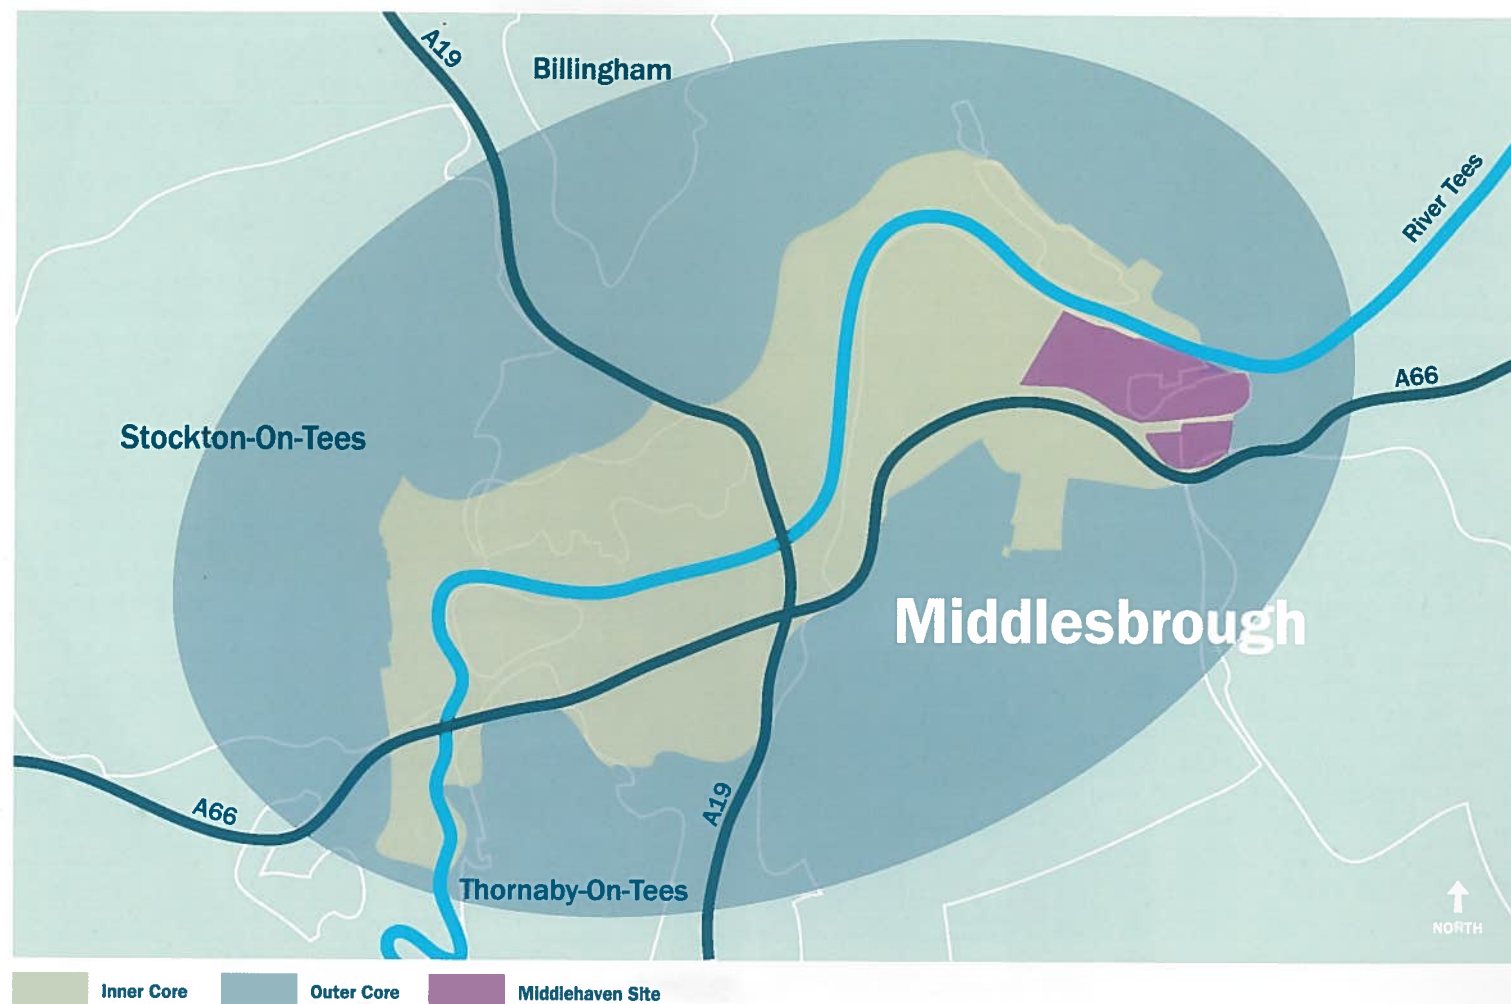 A19
Billingham
River Tees
A66
Stockton-On-Tees
Middlesbrough
A66
A19
Thornaby-On-Tees
NORTH
Inner Core
Outer Core
Middlehaven Site